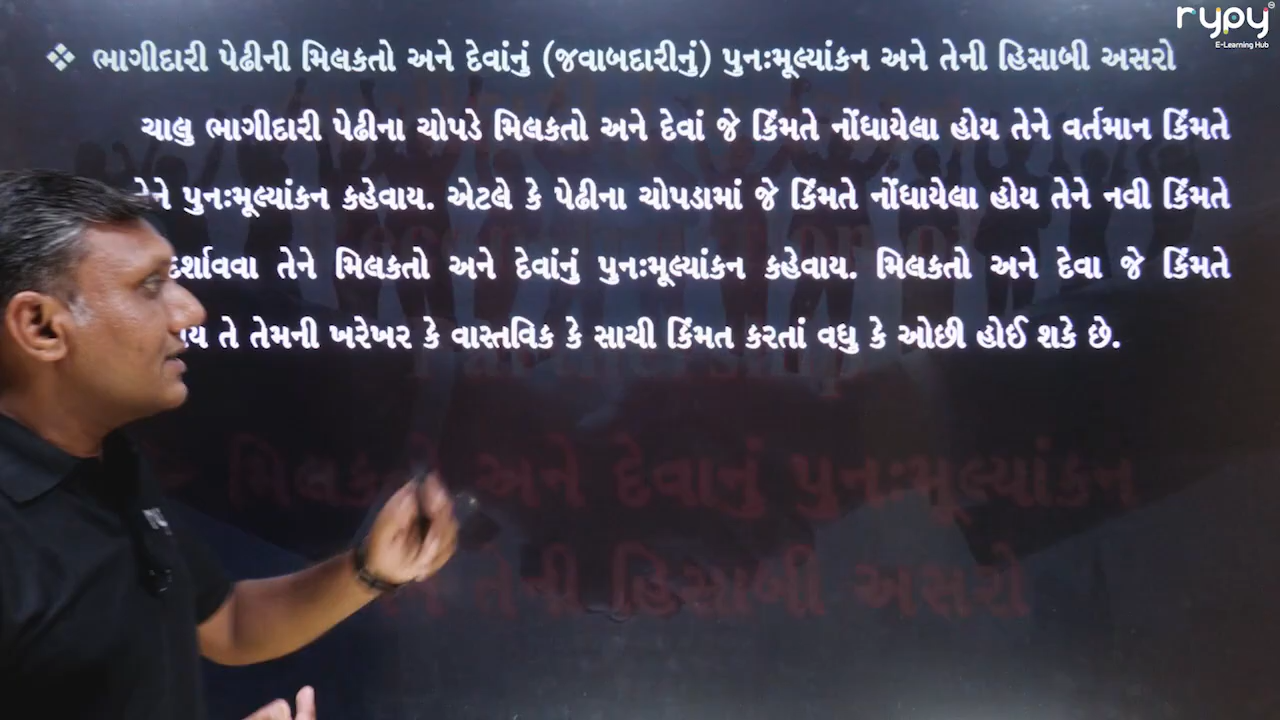 rypy
E-Learning Hub
❖ ભાગીદારી પેઢીની મિલકતો અને દેવાંનું (જવાબદારીનું) પુનઃમૂલ્યાંકન અને તેની હિસાબી અસરો
ચાલુ ભાગીદારી પેઢીના ચોપડે મિલકતો અને દેવાં જે કિંમતે નોંધાયેલા હોય તેને વર્તમાન કિંમતે
પુનઃમૂલ્યાંકન કહેવાય. એટલે કે પેઢીના ચોપડામાં જે કિંમતે નોંધાયેલા હોય તેને નવી કિંમતે
દર્શાવવા તેને મિલકતો અને દેવાંનું પુનઃમૂલ્યાંકન કહેવાય. મિલકતો અને દેવા જે કિંમતે
તે તેમની ખરેખર કે વાસ્તવિક કે સાચી કિંમત કરતાં વધુ કે ઓછી હોઈ શકે છે.
Partnership
મિલકતો અને દેવાનું પુનઃમૂલ્યાંકન
તેની હિસાબી અસરો